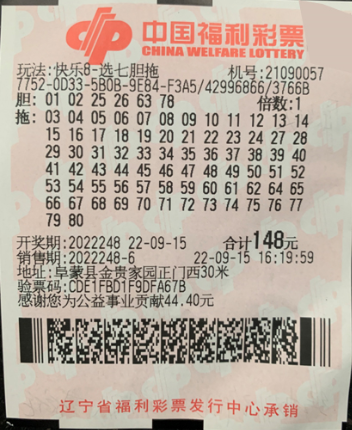 中国福利彩票
CHINA WELFARE LOTTERY
玩法:快乐8-选七胆拖 机号:21090057
7752-0D33-5B0B-9E84-F3A5/42996866/3766B
胆: 01 02 25 26 63 78 倍数:1
拖: 03 04 05 06 07 08 09 10 11 12 13 14
15 16 17 18 19 20 21 22 23 24 27 28
29 30 31 32 33 34 35 36 37 38 39 40
41 42 43 44 45 46 47 48 49 50 51 52
53 54 55 56 57 58 59 60 61 62 64 65
66 67 68 69 70 71 72 73 74 75 76 77
79 80
开奖期:2022248 22-09-15 合计148元
销售期:2022248-6 22-09-15 16:19:59
地址:阜蒙县金贵家园正门西30米
验票码:CDE1FBD1F9DFA67B
感谢您为公益事业贡献44.40元
辽宁省福利彩票发行中心承销